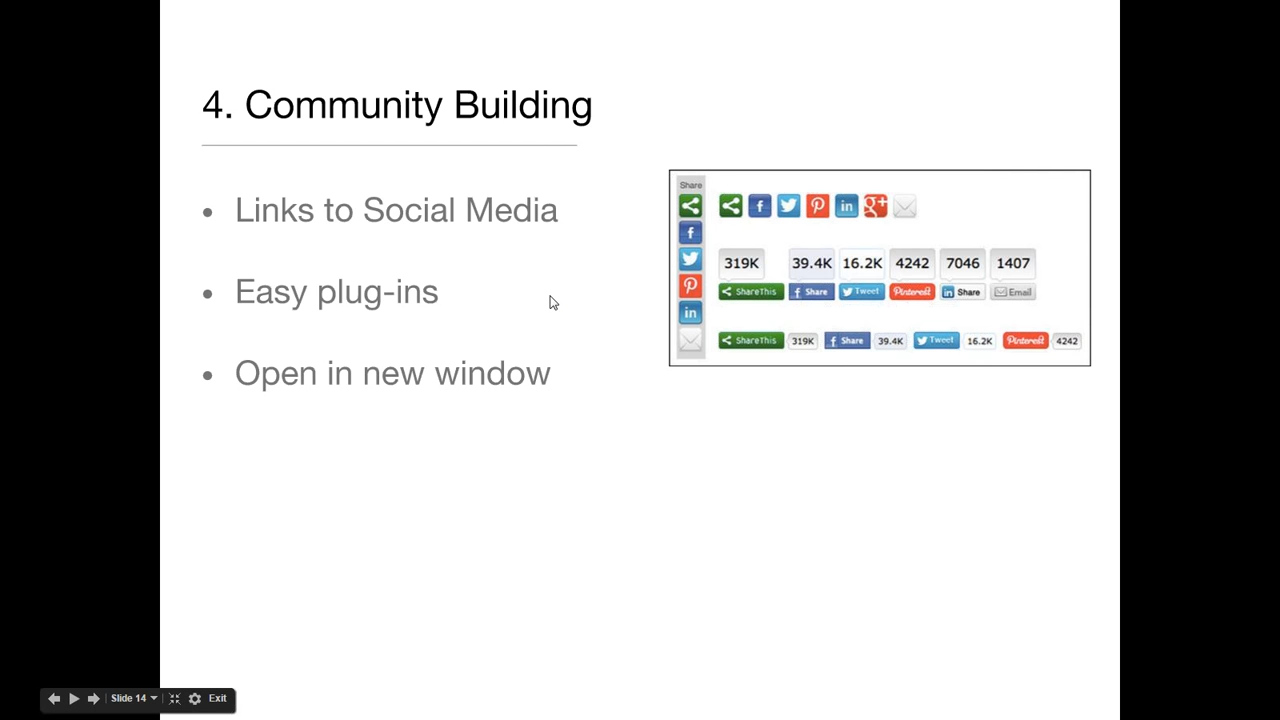 4. Community Building
• Links to Social Media
• Easy plug-ins
• Open in new window
Share
319K 39.4K 16.2K 4242 7046 1407
ShareThis Share Tweet Pinterest Share Email
ShareThis 319K Share 39.4K Tweet 16.2K Pinterest 4242
Slide 14 Exit